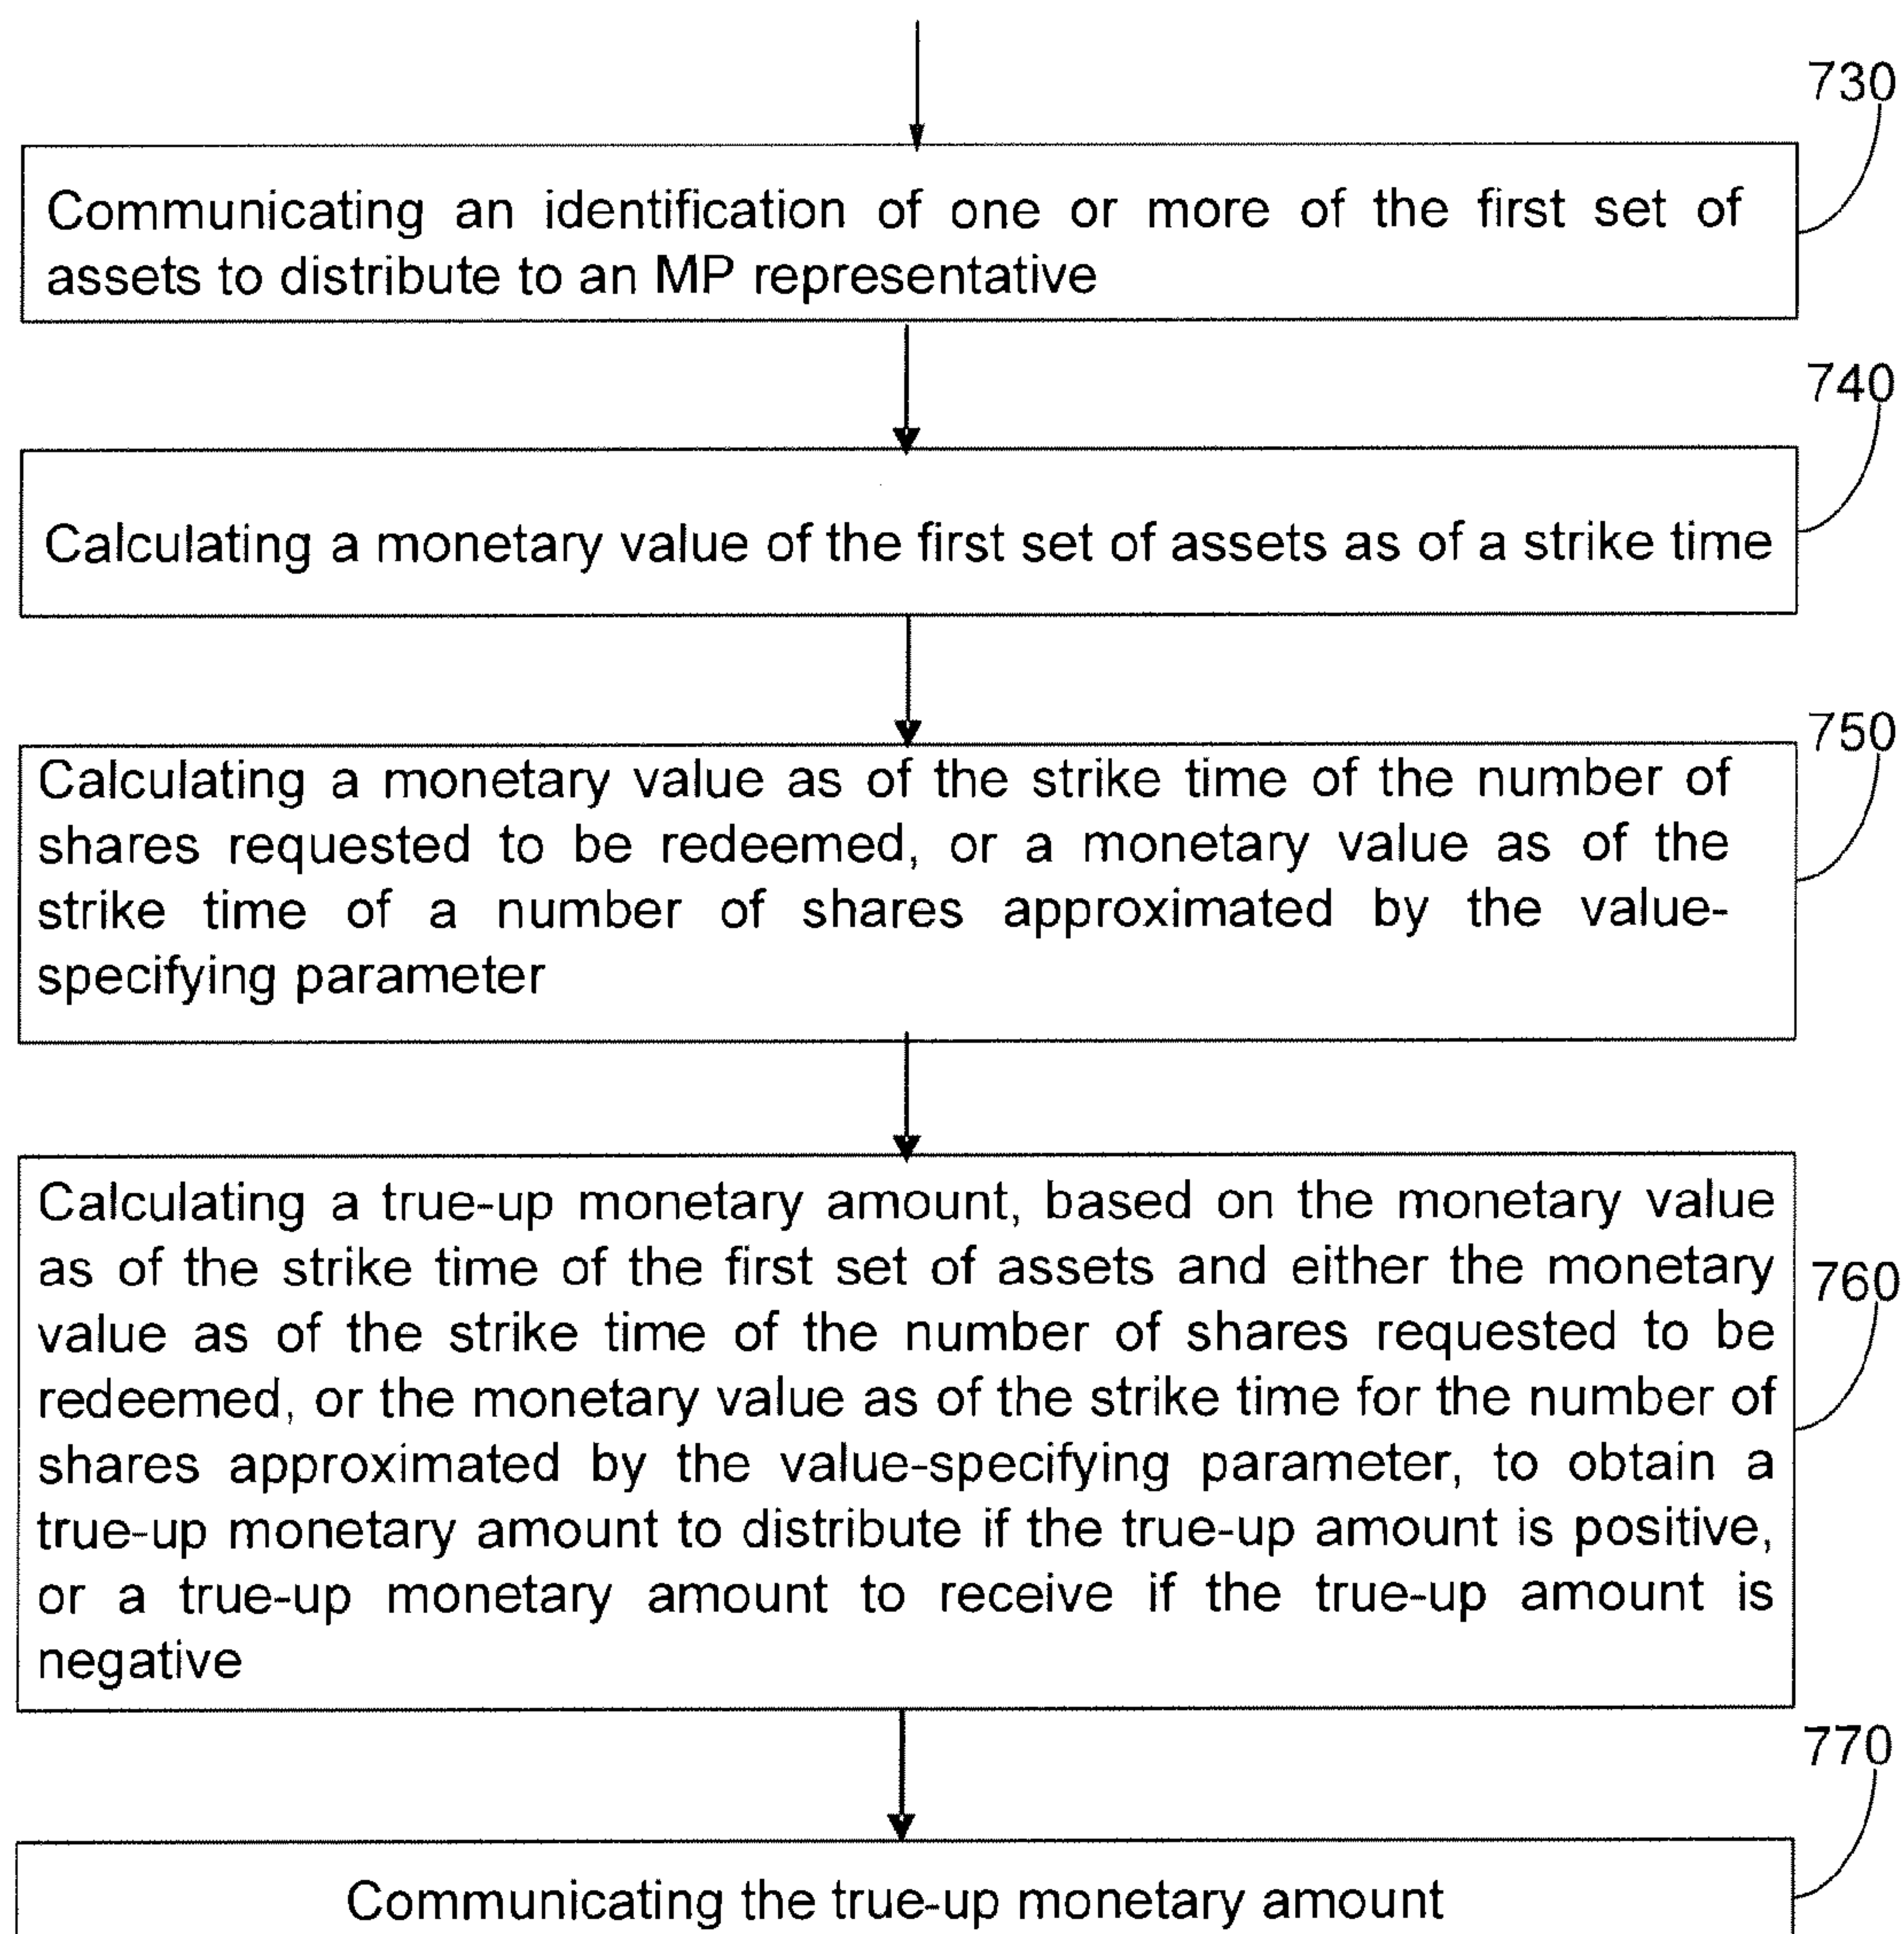 730
Communicating an identification of one or more of the first set of
assets to distribute to an MP representative
740
Calculating a monetary value of the first set of assets as of a strike time
750
Calculating a monetary value as of the strike time of the number of
shares requested to be redeemed, or a monetary value as of the
strike time of a number of shares approximated by the value-
specifying parameter
760
Calculating a true-up monetary amount, based on the monetary value
as of the strike time of the first set of assets and either the monetary
value as of the strike time of the number of shares requested to be
redeemed, or the monetary value as of the strike time for the number of
shares approximated by the value-specifying parameter, to obtain a
true-up monetary amount to distribute if the true-up amount is positive,
or a true-up monetary amount to receive if the true-up amount is
negative
770
Communicating the true-up monetary amount